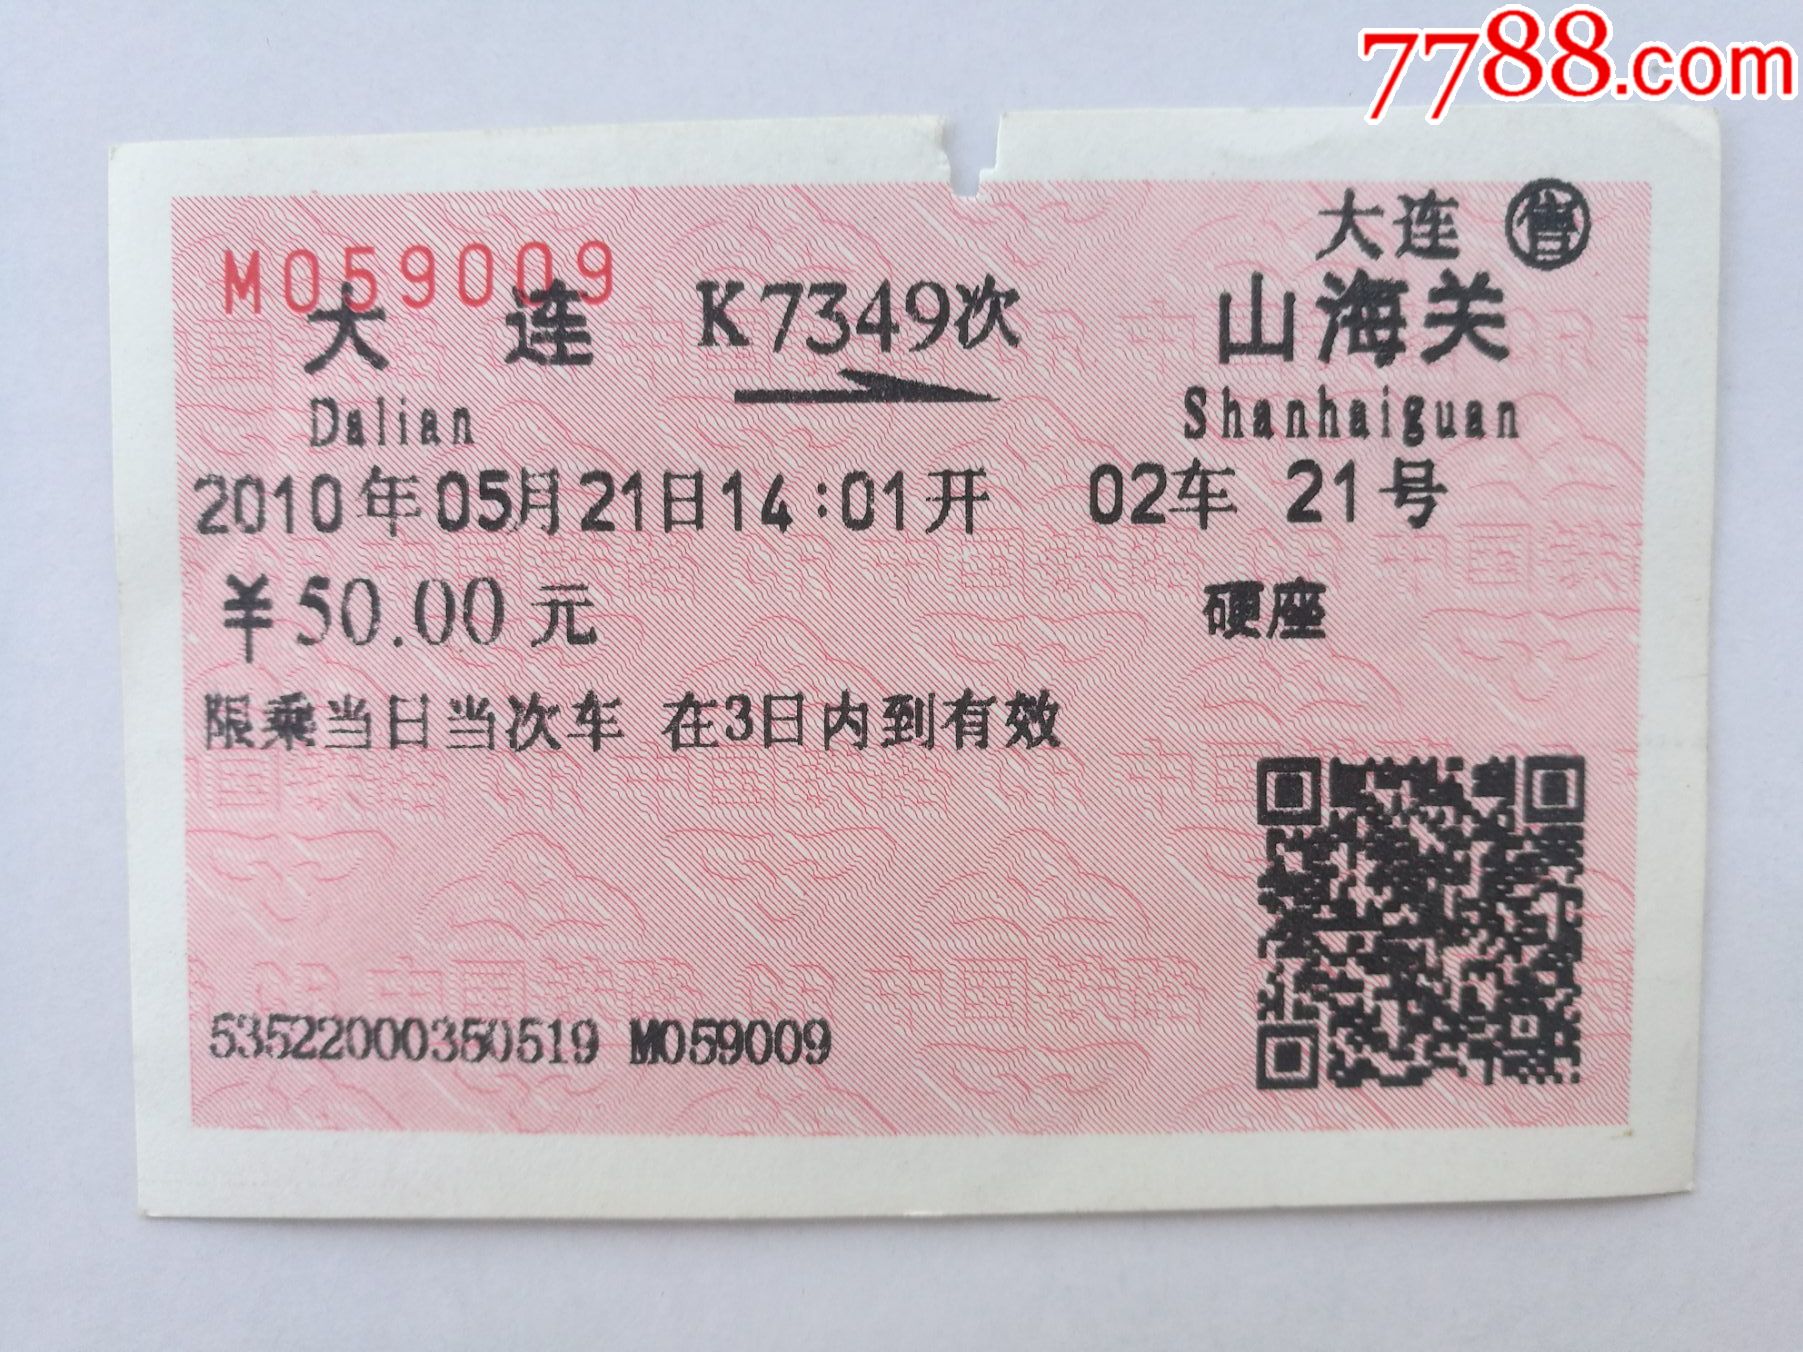 7788.com
大连 售
M059009
大连 K7349次 山海关
Dalian Shanhaiguan
2010年05月21日14:01开 02车 21号
¥50.00元 硬座
限乘当日当次车 在3日内到有效
53522000350519 M059009